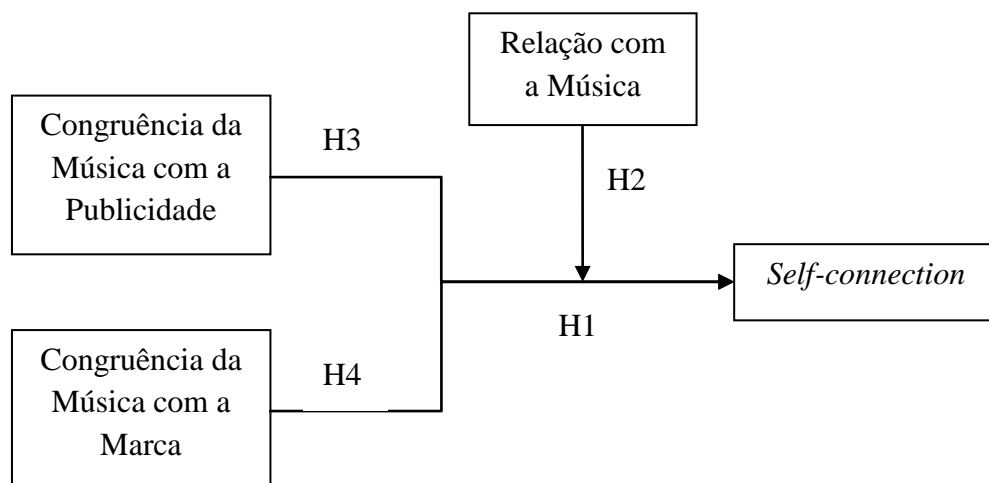 Relação com
a Música
Congruência da
Música com a
Publicidade
H3
H2
Self-connection
H1
Congruência da
Música com a
Marca
H4